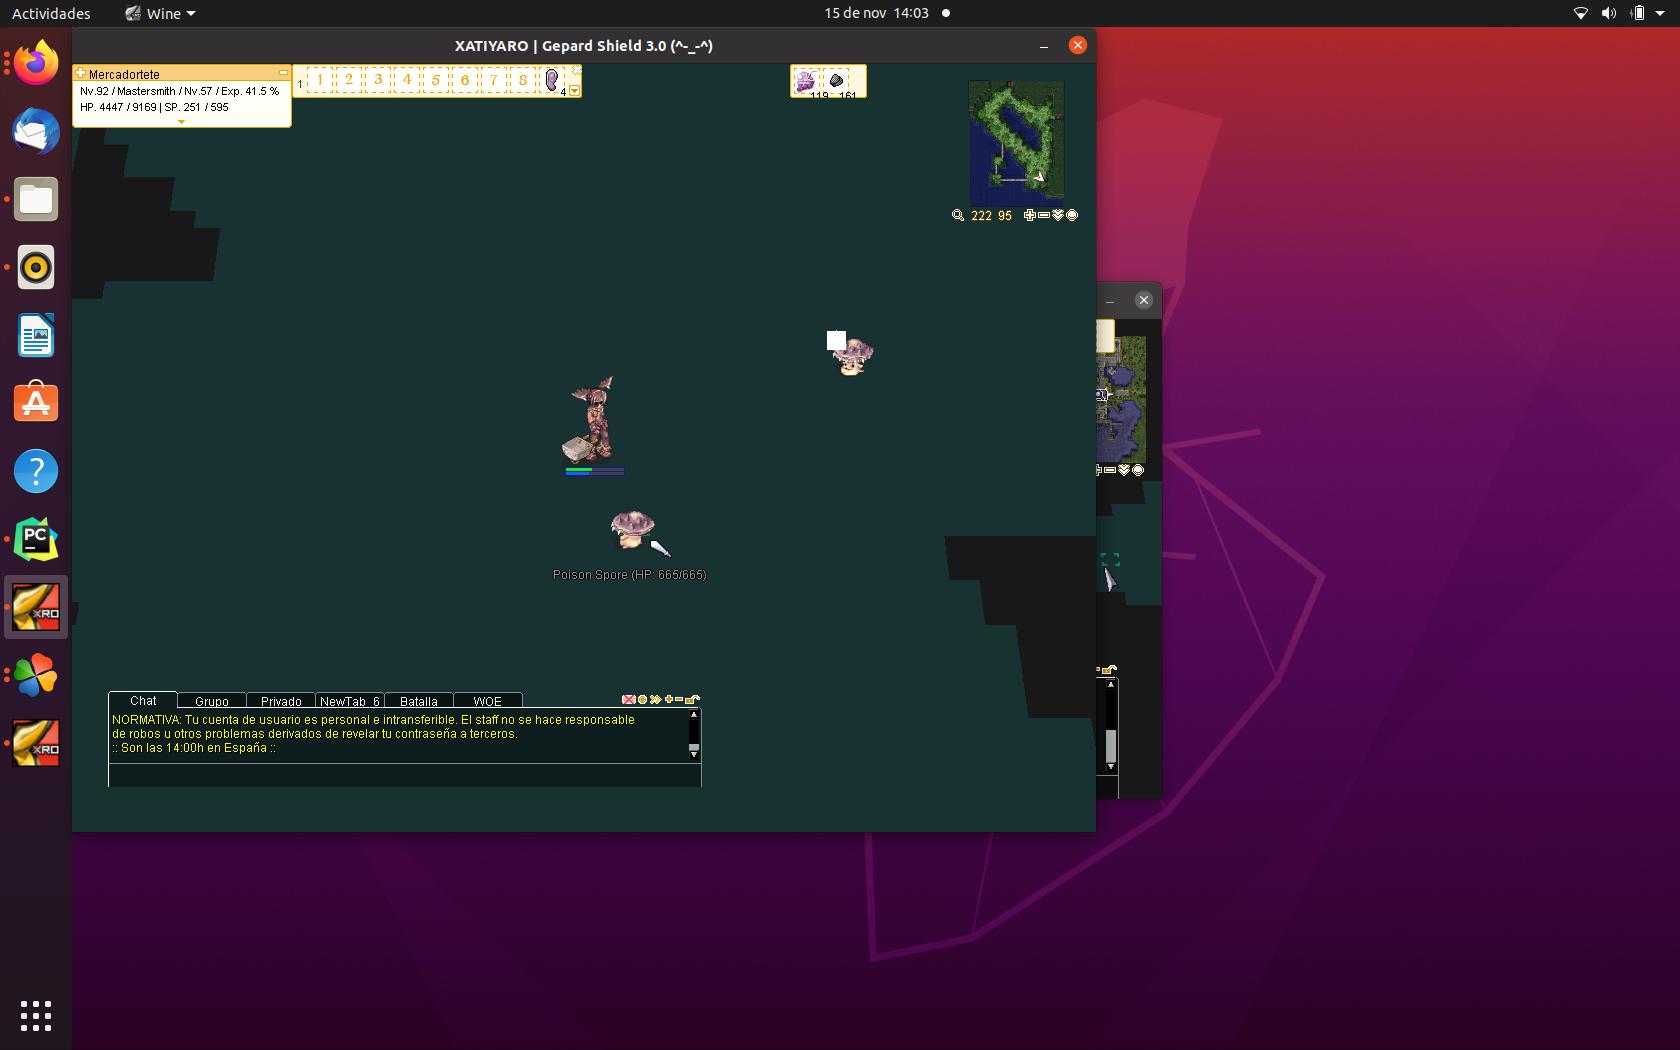 Actividades
Wine
15 de nov 14:03
XATIYARO | Gepard Shield 3.0 (^-_-^)
Mercadortete
Nv.92 / Mastersmith / Nv.57 / Exp. 41.5 %
HP. 4447 / 9169 | SP. 251 / 595
1
1 2 3 4 5 6 7 8
4
119 161
222 95
Poison Spore (HP: 665/665)
Chat Grupo Privado NewTab_6 Batalla WOE
NORMATIVA: Tu cuenta de usuario es personal e intransferible. El staff no se hace responsable
de robos u otros problemas derivados de revelar tu contraseña a terceros.
:: Son las 14:00h en España ::
?
PC
XRO
XRO